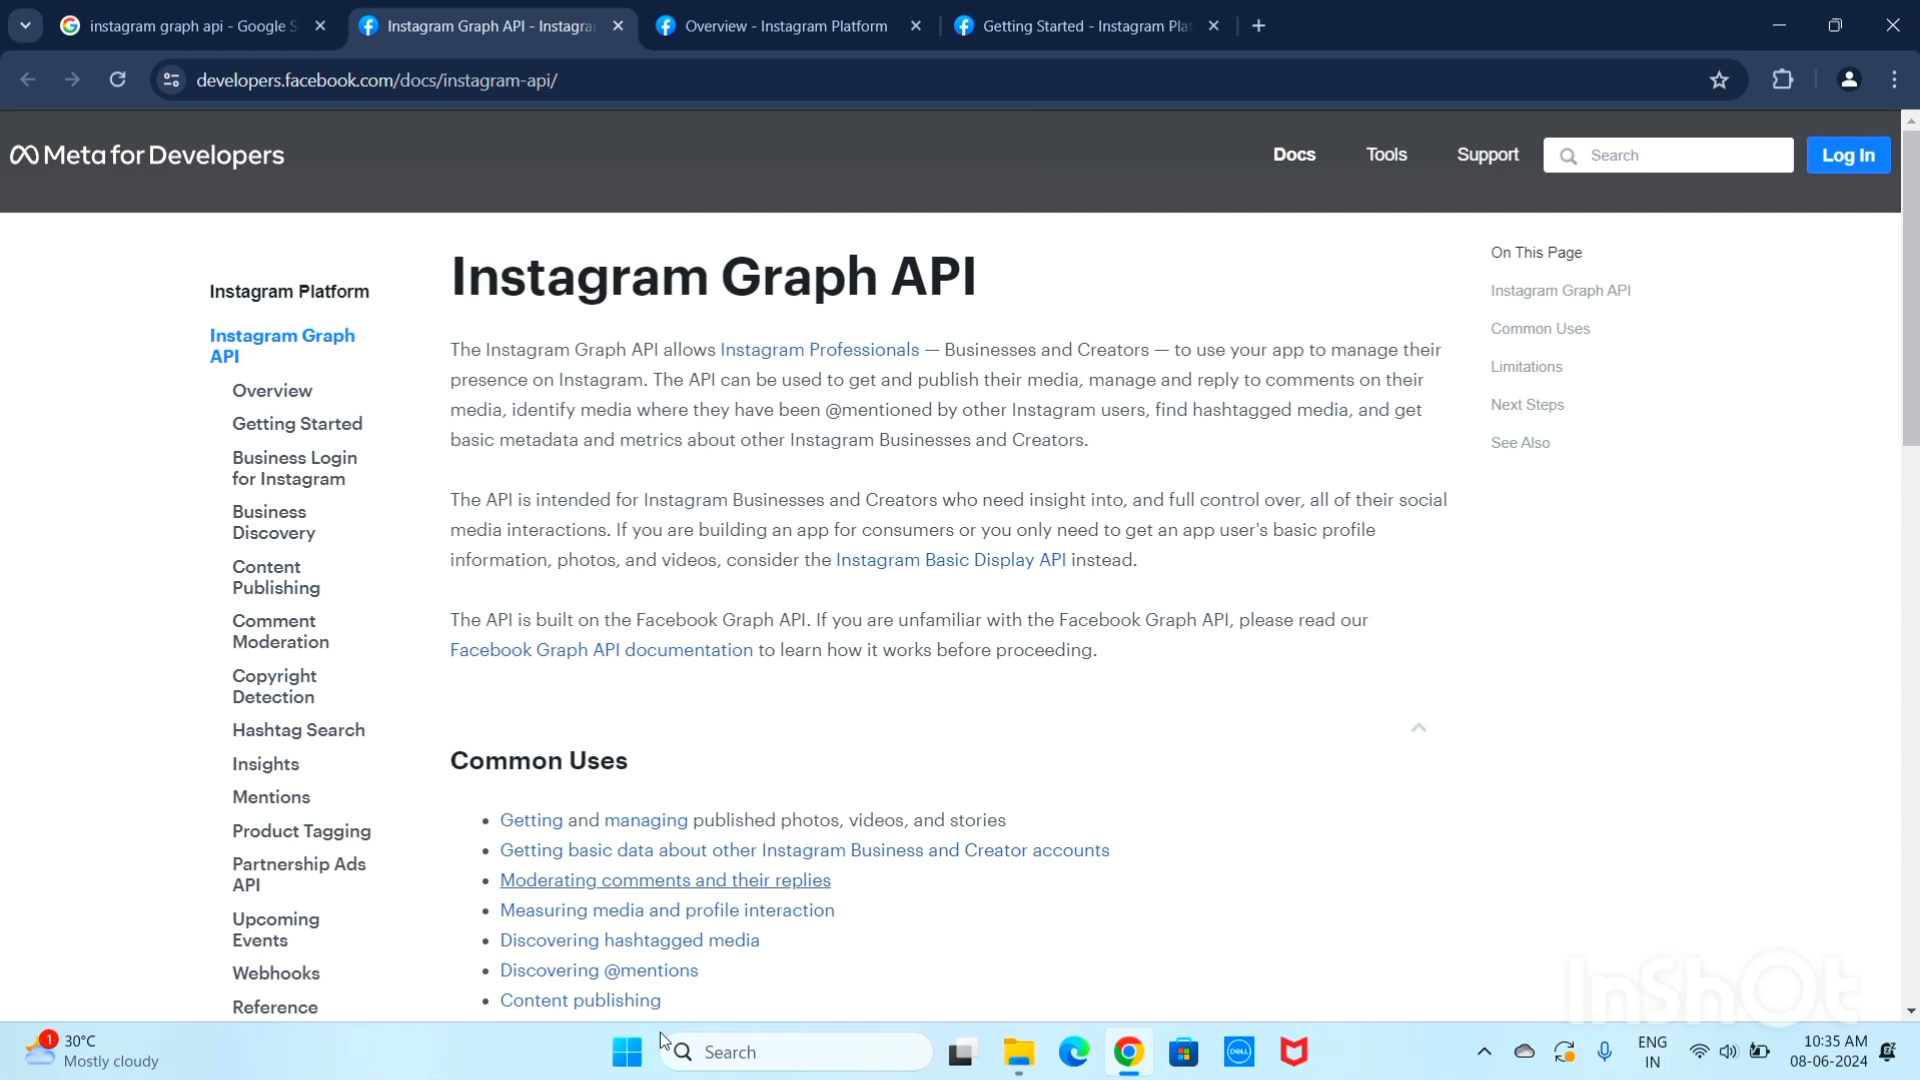 instagram graph api - Google S
Instagram Graph API - Instagra
Overview - Instagram Platform
Getting Started - Instagram Pla
developers.facebook.com/docs/instagram-api/
Meta for Developers
Docs
Tools
Support
Search
Log In
Instagram Platform
Instagram Graph
API
Overview
Getting Started
Business Login
for Instagram
Business
Discovery
Content
Publishing
Comment
Moderation
Copyright
Detection
Hashtag Search
Insights
Mentions
Product Tagging
Partnership Ads
API
Upcoming
Events
Webhooks
Reference
Instagram Graph API
The Instagram Graph API allows Instagram Professionals — Businesses and Creators — to use your app to manage their
presence on Instagram. The API can be used to get and publish their media, manage and reply to comments on their
media, identify media where they have been @mentioned by other Instagram users, find hashtagged media, and get
basic metadata and metrics about other Instagram Businesses and Creators.
The API is intended for Instagram Businesses and Creators who need insight into, and full control over, all of their social
media interactions. If you are building an app for consumers or you only need to get an app user's basic profile
information, photos, and videos, consider the Instagram Basic Display API instead.
The API is built on the Facebook Graph API. If you are unfamiliar with the Facebook Graph API, please read our
Facebook Graph API documentation to learn how it works before proceeding.
Common Uses
• Getting and managing published photos, videos, and stories
• Getting basic data about other Instagram Business and Creator accounts
• Moderating comments and their replies
• Measuring media and profile interaction
• Discovering hashtagged media
• Discovering @mentions
• Content publishing
On This Page
Instagram Graph API
Common Uses
Limitations
Next Steps
See Also
InShOt
1
30°C
Mostly cloudy
Search
DELL
ENG
IN
10:35 AM
08-06-2024